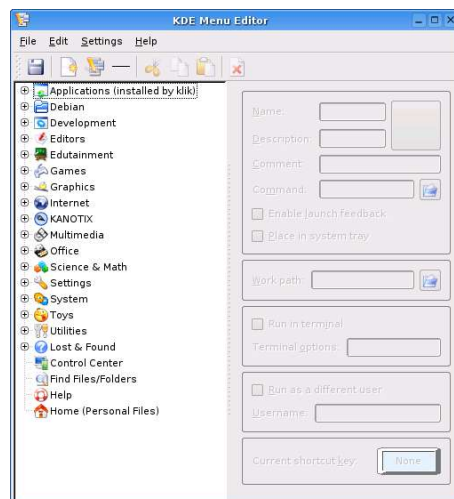 KDE Menu Editor
File Edit Settings Help
Applications (installed by klik)
Debian
Development
Editors
Edutainment
Games
Graphics
Internet
KANOTIX
Multimedia
Office
Science & Math
Settings
System
Toys
Utilities
Lost & Found
Control Center
Find Files/Folders
Help
Home (Personal Files)
Name:
Description:
Comment:
Command:
Enable launch feedback
Place in system tray
Work path:
Run in terminal
Terminal options:
Run as a different user
Username:
Current shortcut key: None